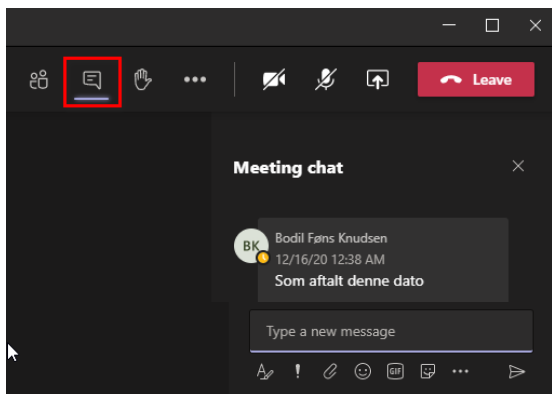 Leave
Meeting chat
BK
Bodil Føns Knudsen
12/16/20 12:38 AM
Som aftalt denne dato
Type a new message
GIF